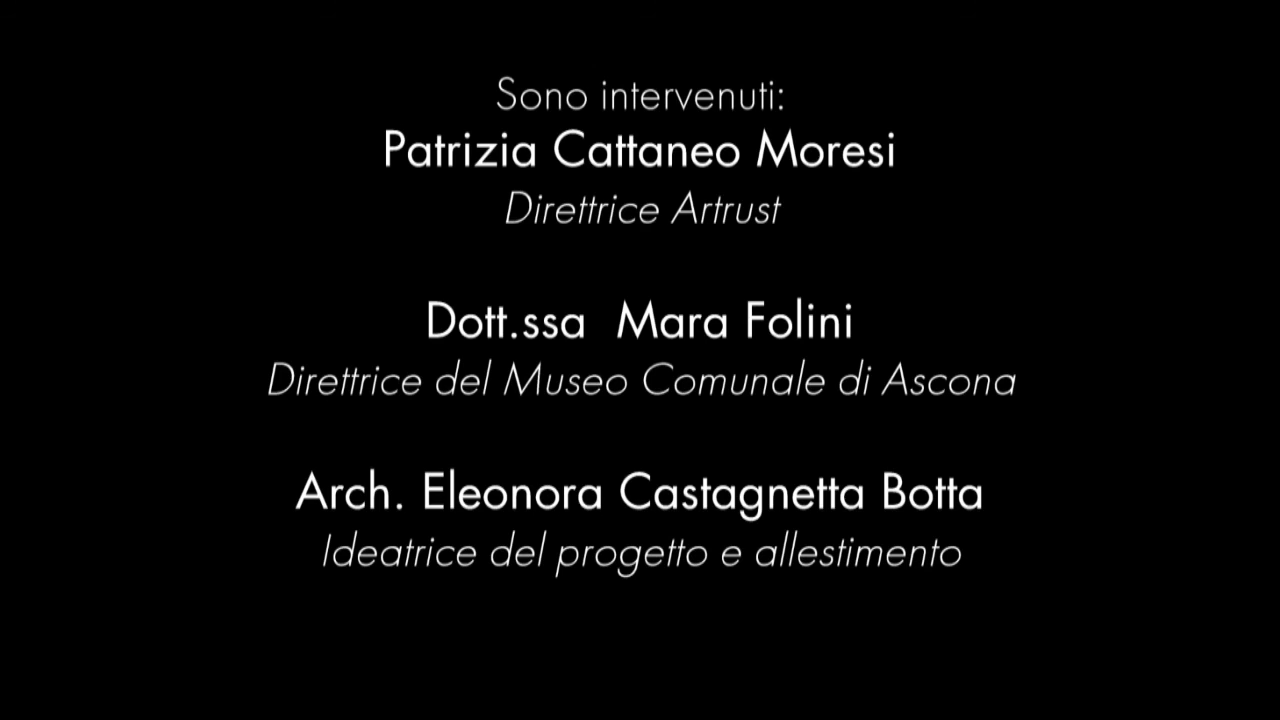 Sono intervenuti:
Patrizia Cattaneo Moresi
Direttrice Artrust
Dott.ssa  Mara Folini
Direttrice del Museo Comunale di Ascona
Arch. Eleonora Castagnetta Botta
Ideatrice del progetto e allestimento